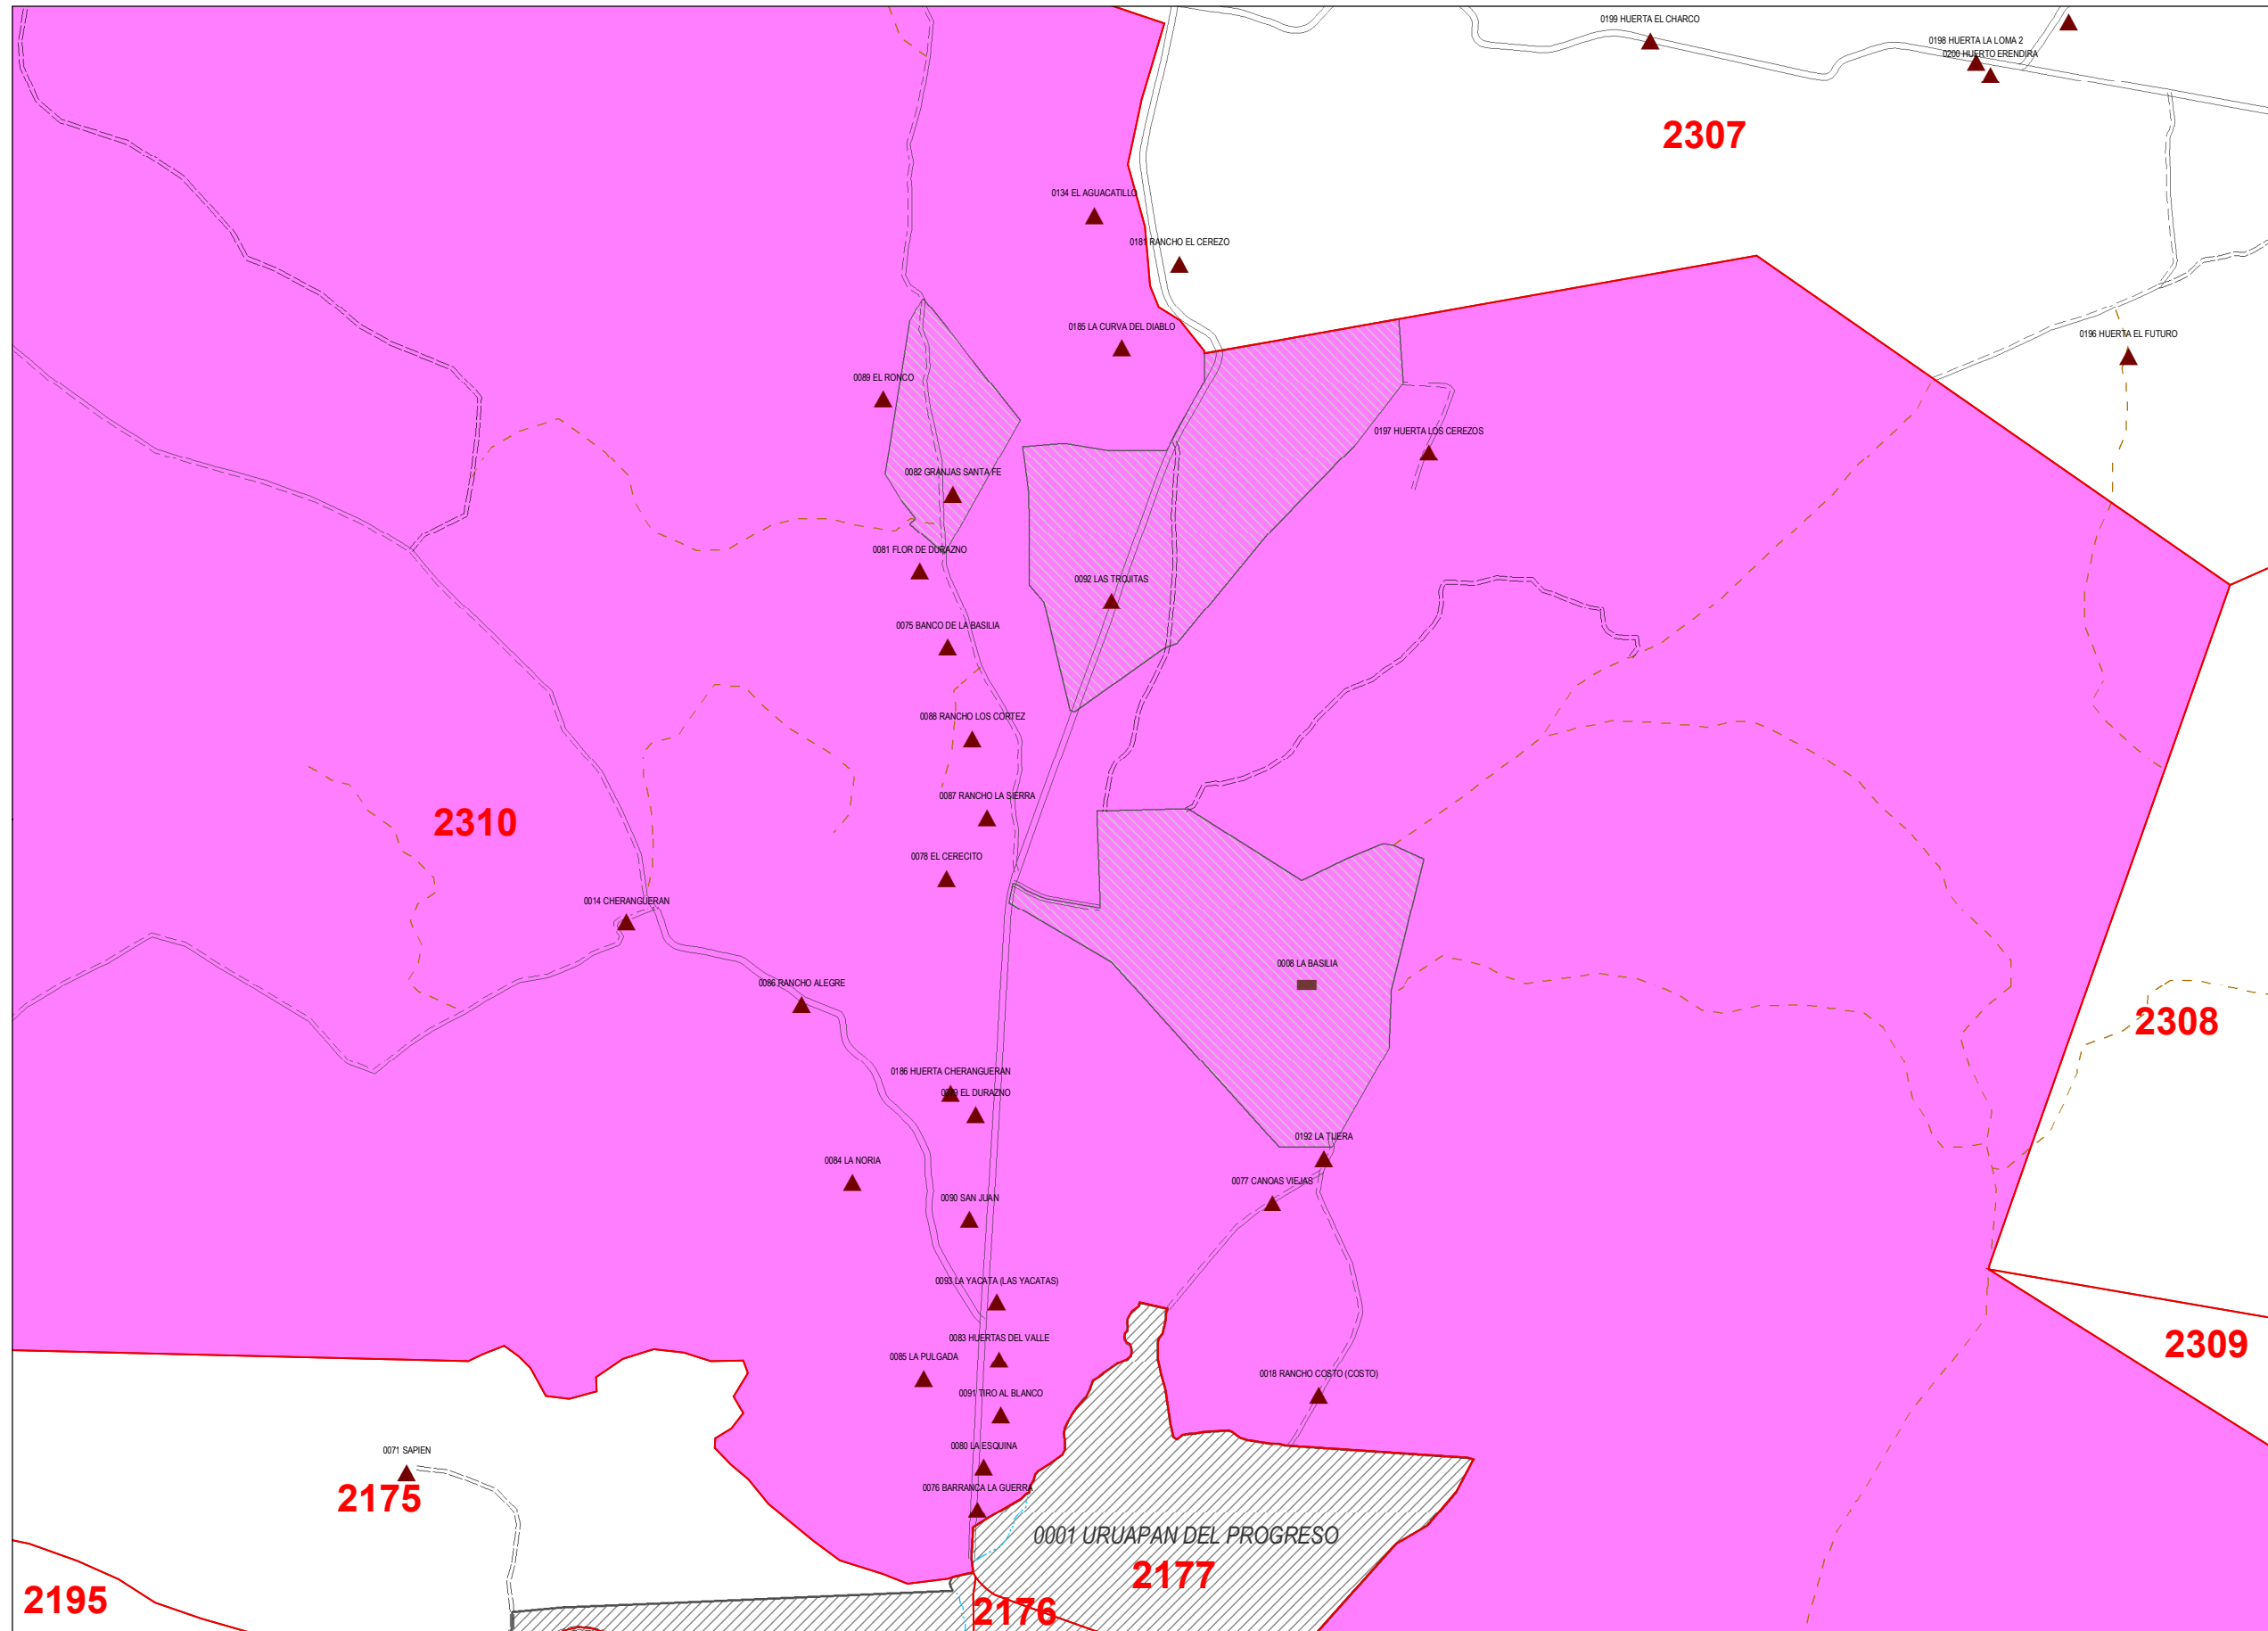 0199 HUERTA EL CHARCO
0198 HUERTA LA LOMA 2
0200 HUERTO ERENDIRA
2307
0134 EL AGUACATILLO
0181 RANCHO EL CEREZO
0185 LA CURVA DEL DIABLO
0196 HUERTA EL FUTURO
0089 EL RONCO
0197 HUERTA LOS CEREZOS
0082 GRANJAS SANTA FE
0081 FLOR DE DURAZNO
0092 LAS TROJITAS
0075 BANCO DE LA BASILIA
0088 RANCHO LOS CORTEZ
0087 RANCHO LA SIERRA
2310
0078 EL CERECITO
0014 CHERANGUERAN
0008 LA BASILIA
0086 RANCHO ALEGRE
2308
0186 HUERTA CHERANGUERAN
0079 EL DURAZNO
0192 LA TIJERA
0084 LA NORIA
0077 CANOAS VIEJAS
0090 SAN JUAN
0093 LA YACATA (LAS YACATAS)
0083 HUERTAS DEL VALLE
2309
0085 LA PULGADA
0018 RANCHO COSTO (COSTO)
0091 TIRO AL BLANCO
0071 SAPIEN
0080 LA ESQUINA
0076 BARRANCA LA GUERRA
2175
0001 URUAPAN DEL PROGRESO
2177
2195
2176